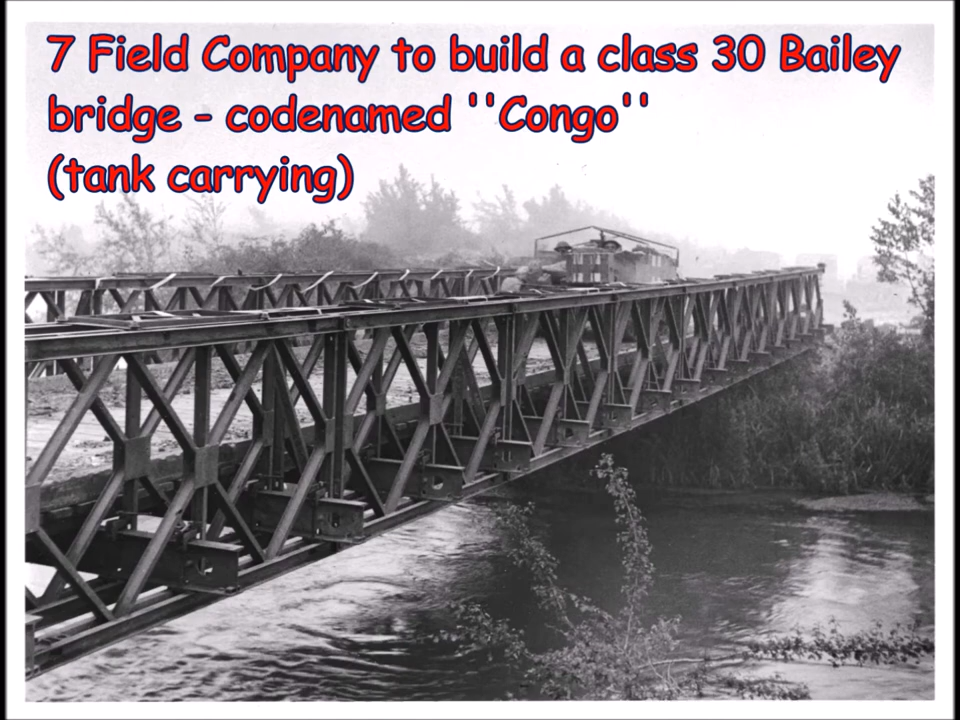 7 Field Company to build a class 30 Bailey
bridge - codenamed ''Congo''
(tank carrying)